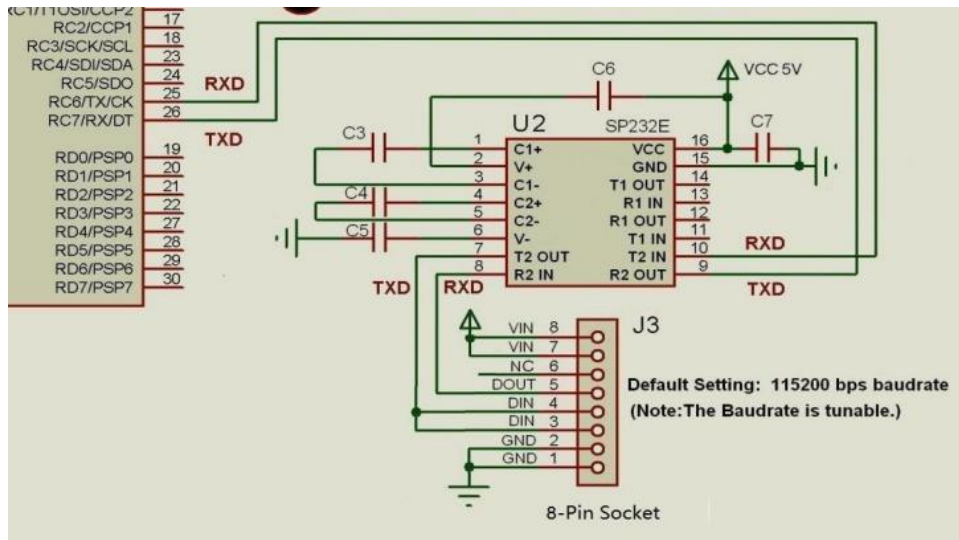 RC1/T1OSI/CCP2
RC2/CCP1
RC3/SCK/SCL
RC4/SDI/SDA
RC5/SDO
RC6/TX/CK
RC7/RX/DT
17
18
23
24
25
26
RXD
TXD
RD0/PSP0
RD1/PSP1
RD2/PSP2
RD3/PSP3
RD4/PSP4
RD5/PSP5
RD6/PSP6
RD7/PSP7
19
20
21
22
27
28
29
30
C3
C4
C5
C6
VCC 5V
C7
U2
SP232E
1 C1+ VCC 16
2 V+ GND 15
3 C1- T1 OUT 14
4 C2+ R1 IN 13
5 C2- R1 OUT 12
6 V- T1 IN 11
7 T2 OUT T2 IN 10
8 R2 IN R2 OUT 9
RXD
TXD
TXD
RXD
J3
VIN 8
VIN 7
NC 6
DOUT 5
DIN 4
DIN 3
GND 2
GND 1
Default Setting: 115200 bps baudrate
(Note:The Baudrate is tunable.)
8-Pin Socket